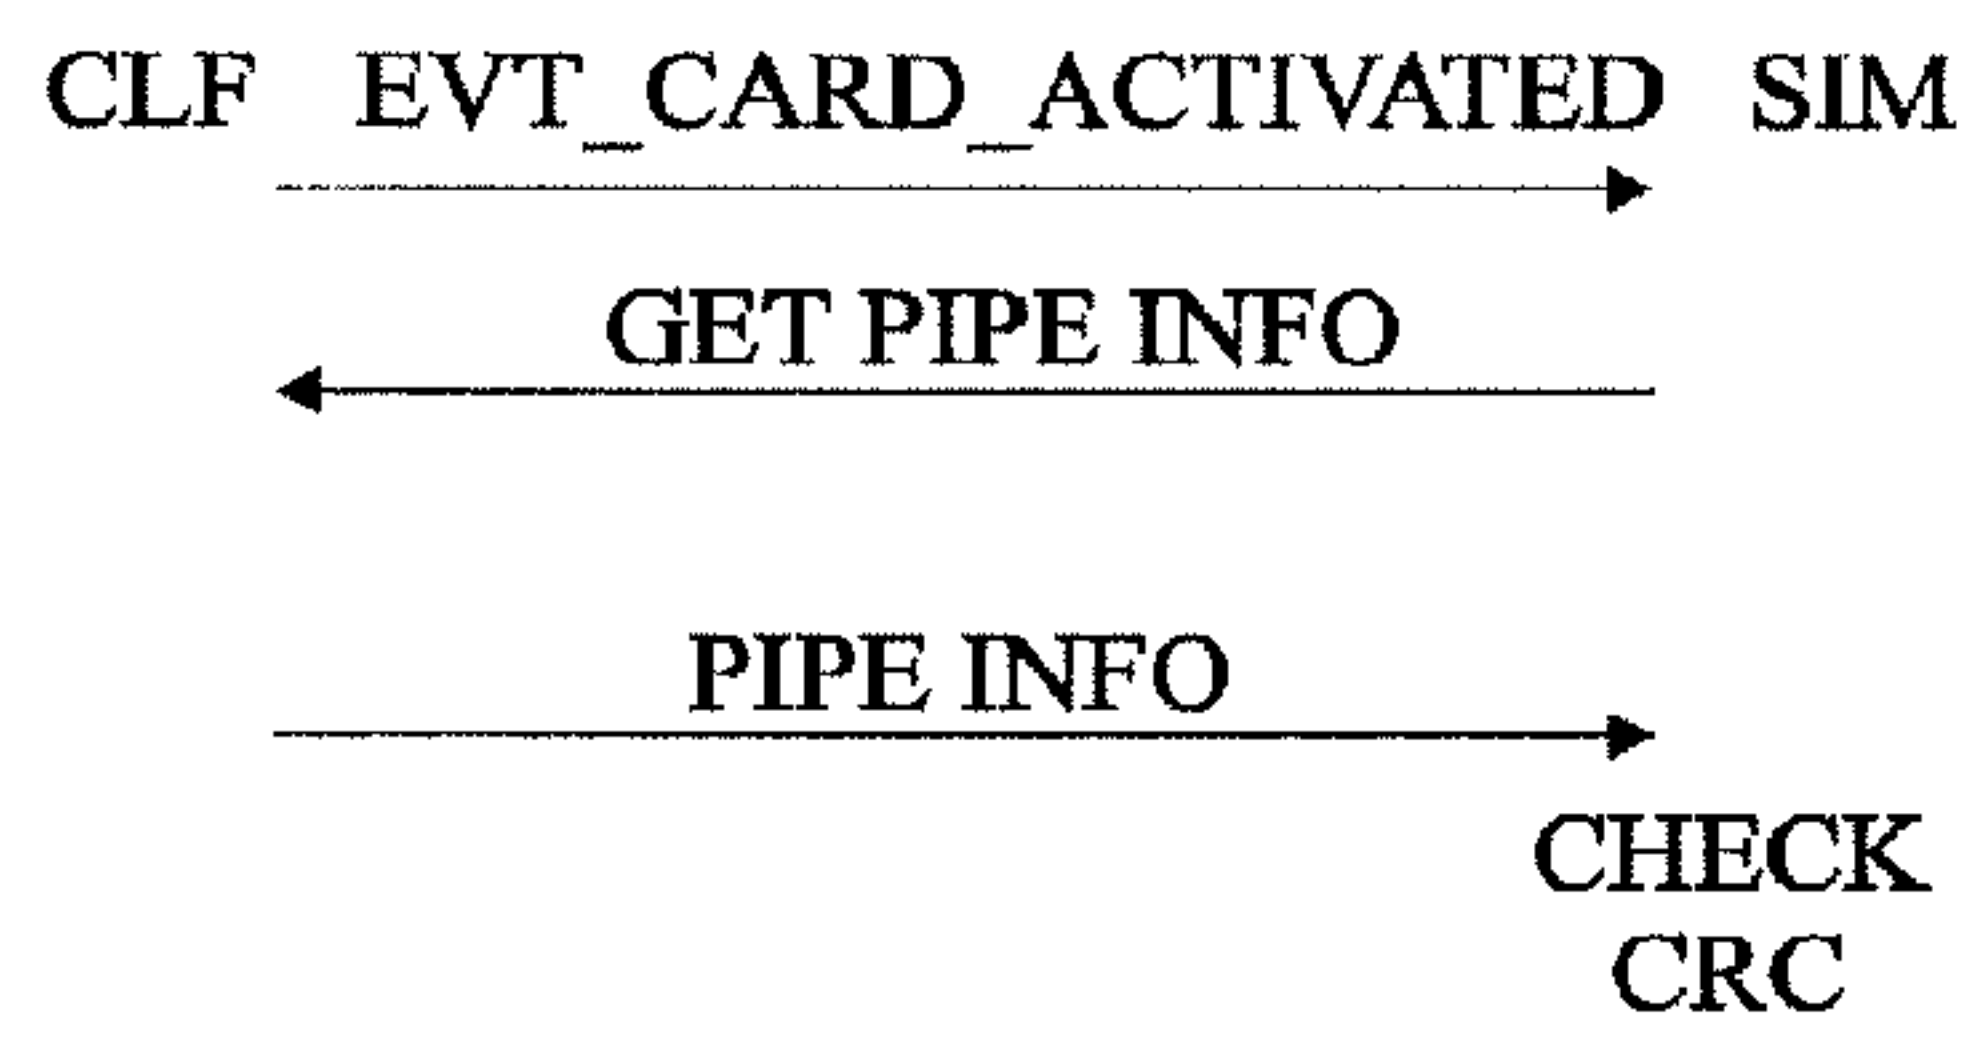 CLF EVT_CARD_ACTIVATED SIM
GET PIPE INFO
PIPE INFO
CHECK
CRC